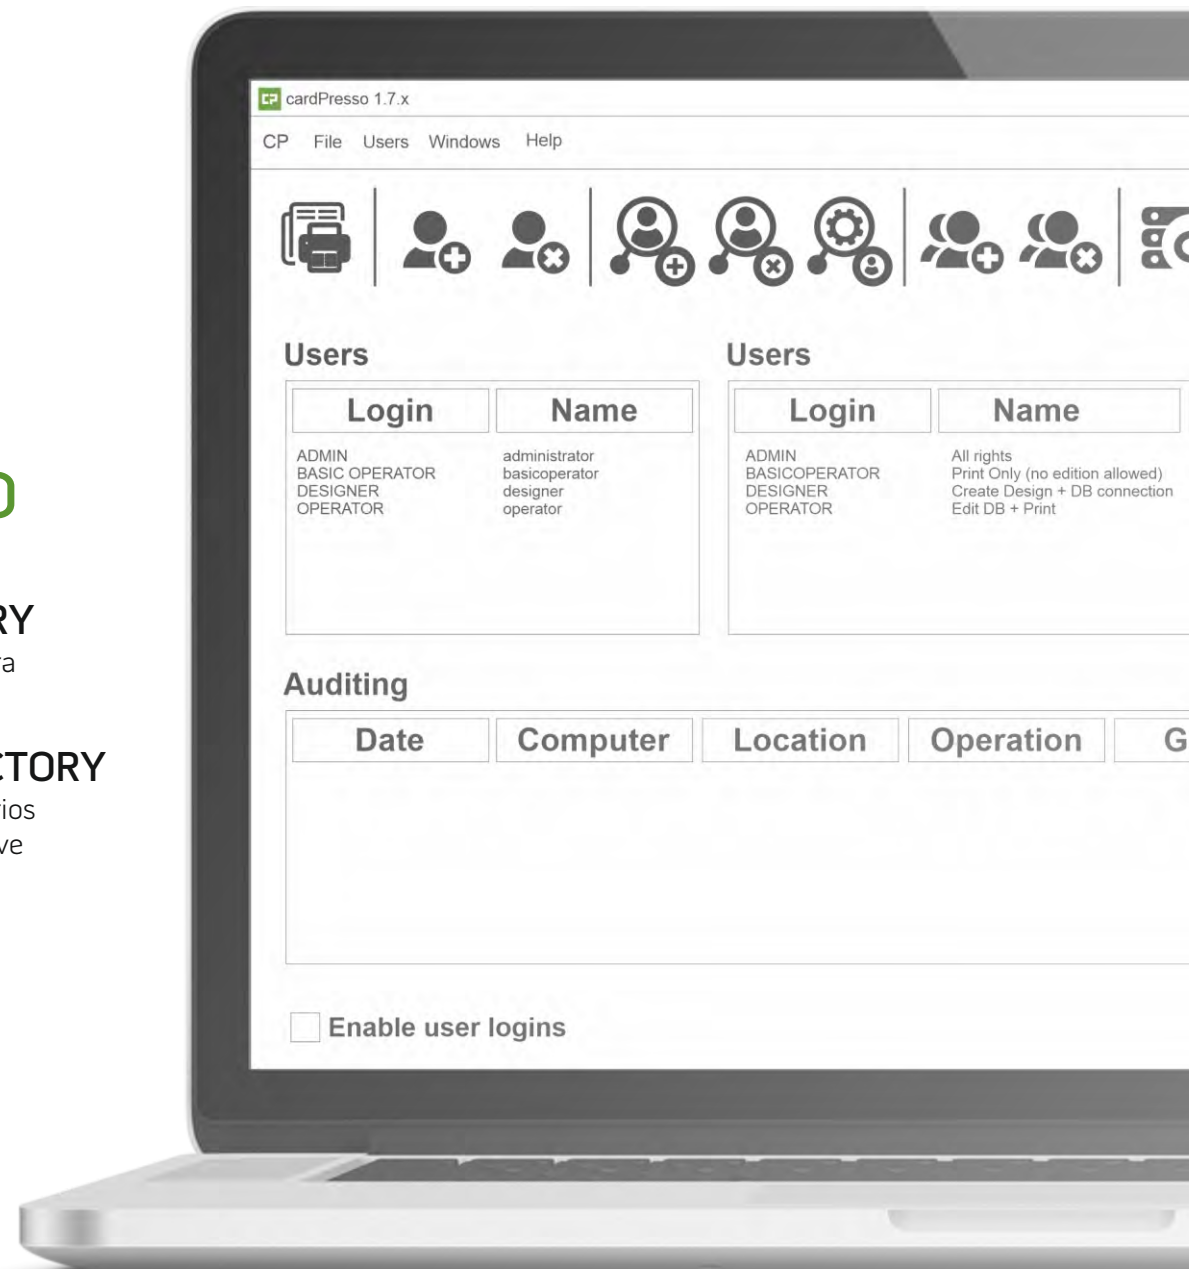 cardPresso 1.7.x
CP File Users Windows Help
Users
Login Name
ADMIN administrator
BASIC OPERATOR basicoperator
DESIGNER designer
OPERATOR operator
Users
Login Name
ADMIN All rights
BASICOPERATOR Print Only (no edition allowed)
DESIGNER Create Design + DB connection
OPERATOR Edit DB + Print
Auditing
Date Computer Location Operation G
Enable user logins
RY
ra
CTORY
rios
ve